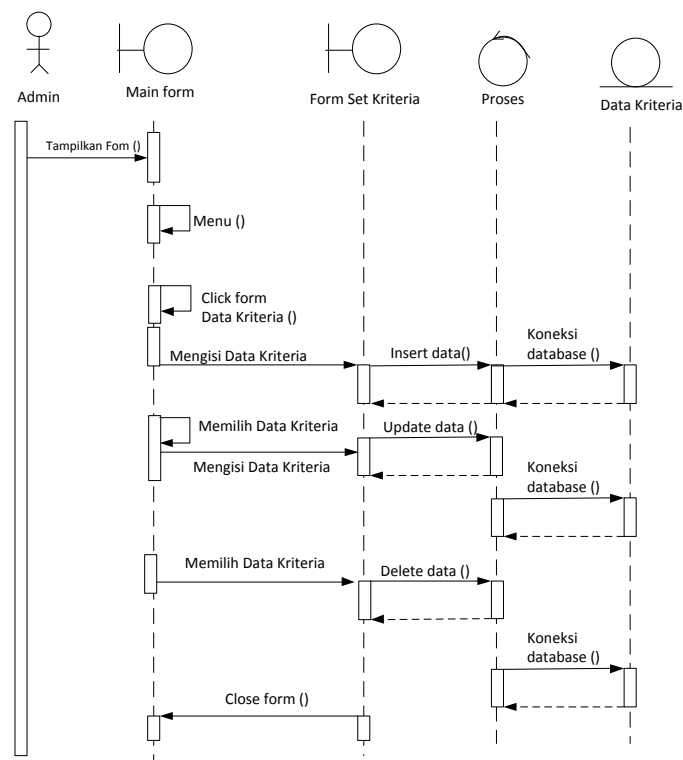 Admin
Main form
Form Set Kriteria
Proses
Data Kriteria
Tampilkan Fom ()
Menu ()
Click form
Data Kriteria ()
Mengisi Data Kriteria
Insert data()
Koneksi
database ()
Memilih Data Kriteria
Update data ()
Mengisi Data Kriteria
Koneksi
database ()
Memilih Data Kriteria
Delete data ()
Koneksi
database ()
Close form ()